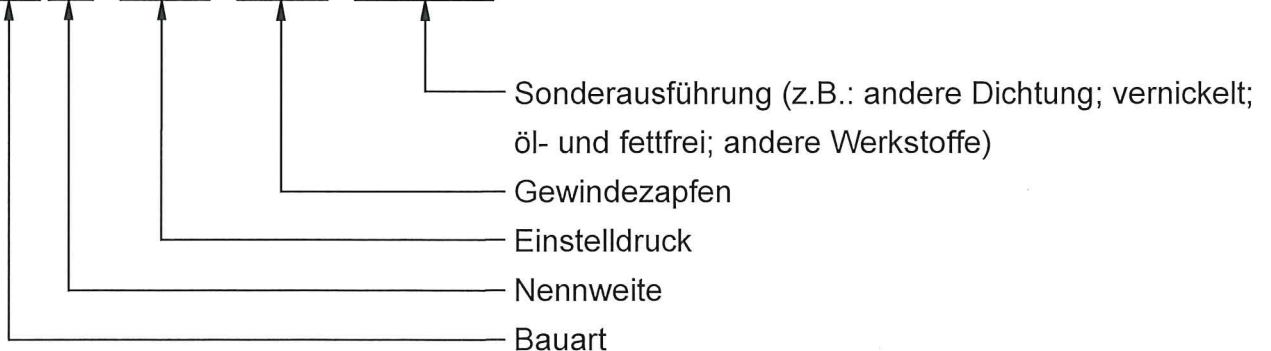 Sonderausführung (z.B.: andere Dichtung; vernickelt;
öl- und fettfrei; andere Werkstoffe)
Gewindezapfen
Einstelldruck
Nennweite
Bauart